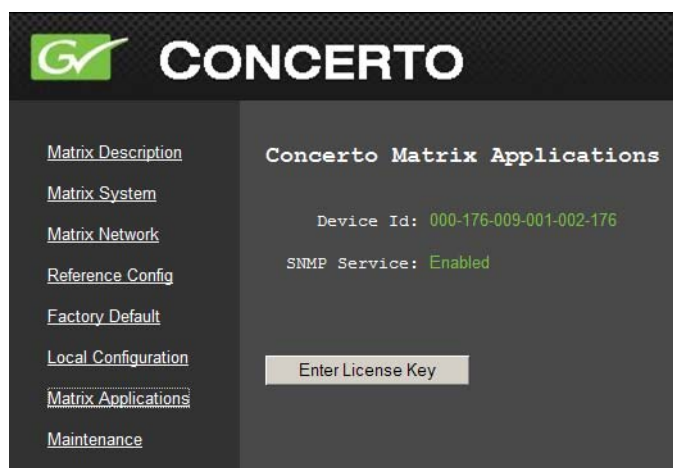 GV CONCERTO
Matrix Description
Matrix System
Matrix Network
Reference Config
Factory Default
Local Configuration
Matrix Applications
Maintenance
Concerto Matrix Applications
Device Id: 000-176-009-001-002-176
SNMP Service: Enabled
Enter License Key